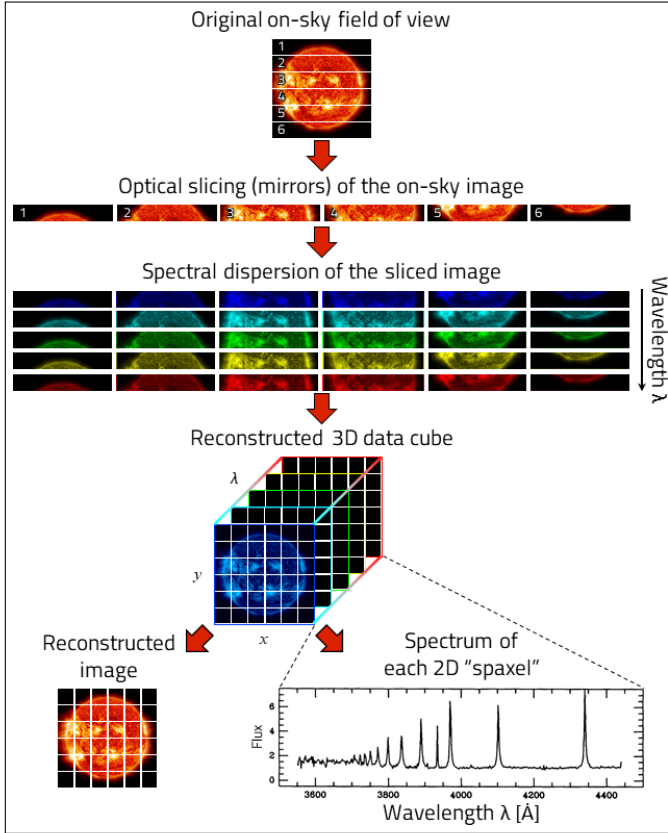 Original on-sky field of view
1
2
3
4
5
6
Optical slicing (mirrors) of the on-sky image
1 2 3 4 5 6
Spectral dispersion of the sliced image
Wavelength λ
Reconstructed 3D data cube
λ
y
x
Reconstructed
image
Spectrum of
each 2D “spaxel”
Flux
6
4
2
0
3600 3800 4000 4200 4400
Wavelength λ [Å]